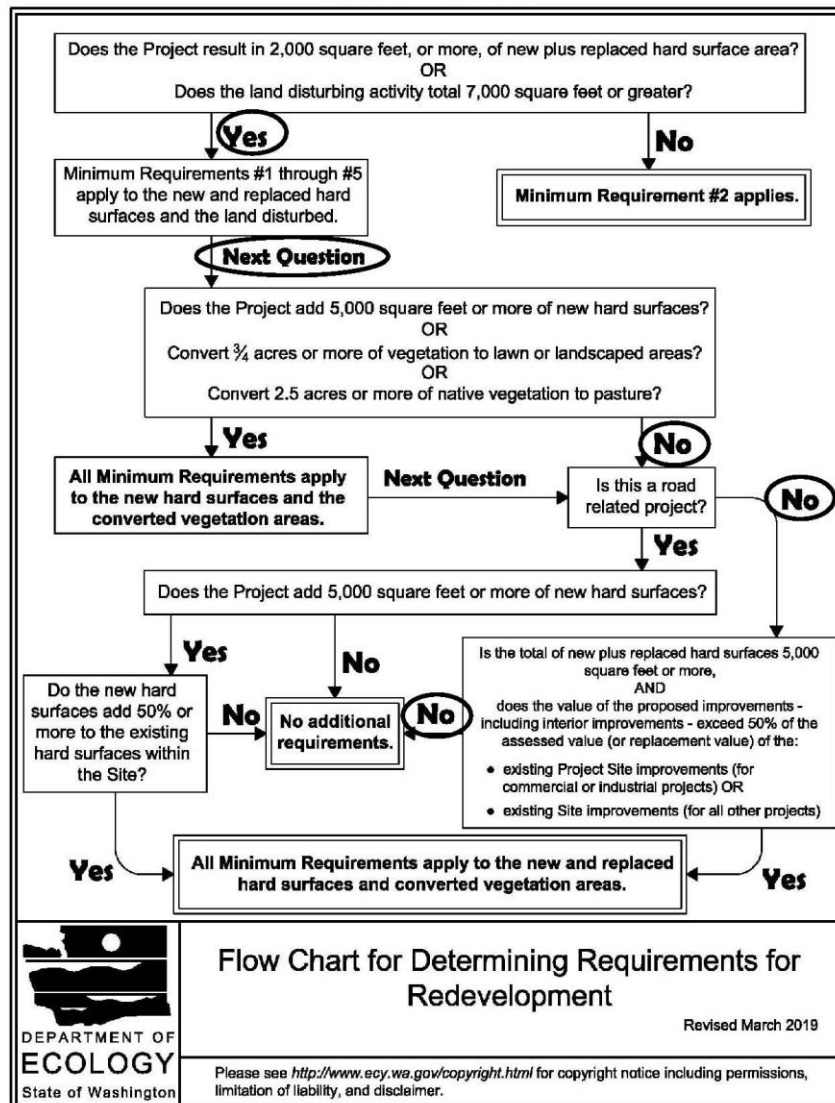 Does the Project result in 2,000 square feet, or more, of new plus replaced hard surface area?
OR
Does the land disturbing activity total 7,000 square feet or greater?
Yes
No
Minimum Requirements #1 through #5
apply to the new and replaced hard
surfaces and the land disturbed.
Minimum Requirement #2 applies.
Next Question
Does the Project add 5,000 square feet or more of new hard surfaces?
OR
Convert ¾ acres or more of vegetation to lawn or landscaped areas?
OR
Convert 2.5 acres or more of native vegetation to pasture?
Yes
No
All Minimum Requirements apply
to the new hard surfaces and the
converted vegetation areas.
Next Question
Is this a road
related project?
No
Yes
Does the Project add 5,000 square feet or more of new hard surfaces?
Yes
No
Do the new hard
surfaces add 50% or
more to the existing
hard surfaces within
the Site?
No
No additional
requirements.
No
Is the total of new plus replaced hard surfaces 5,000
square feet or more,
AND
does the value of the proposed improvements -
including interior improvements - exceed 50% of the
assessed value (or replacement value) of the:
• existing Project Site improvements (for
commercial or industrial projects) OR
• existing Site improvements (for all other projects)
Yes
All Minimum Requirements apply to the new and replaced
hard surfaces and converted vegetation areas.
Yes
DEPARTMENT OF
ECOLOGY
State of Washington
Flow Chart for Determining Requirements for
Redevelopment
Revised March 2019
Please see http://www.ecy.wa.gov/copyright.html for copyright notice including permissions,
limitation of liability, and disclaimer.